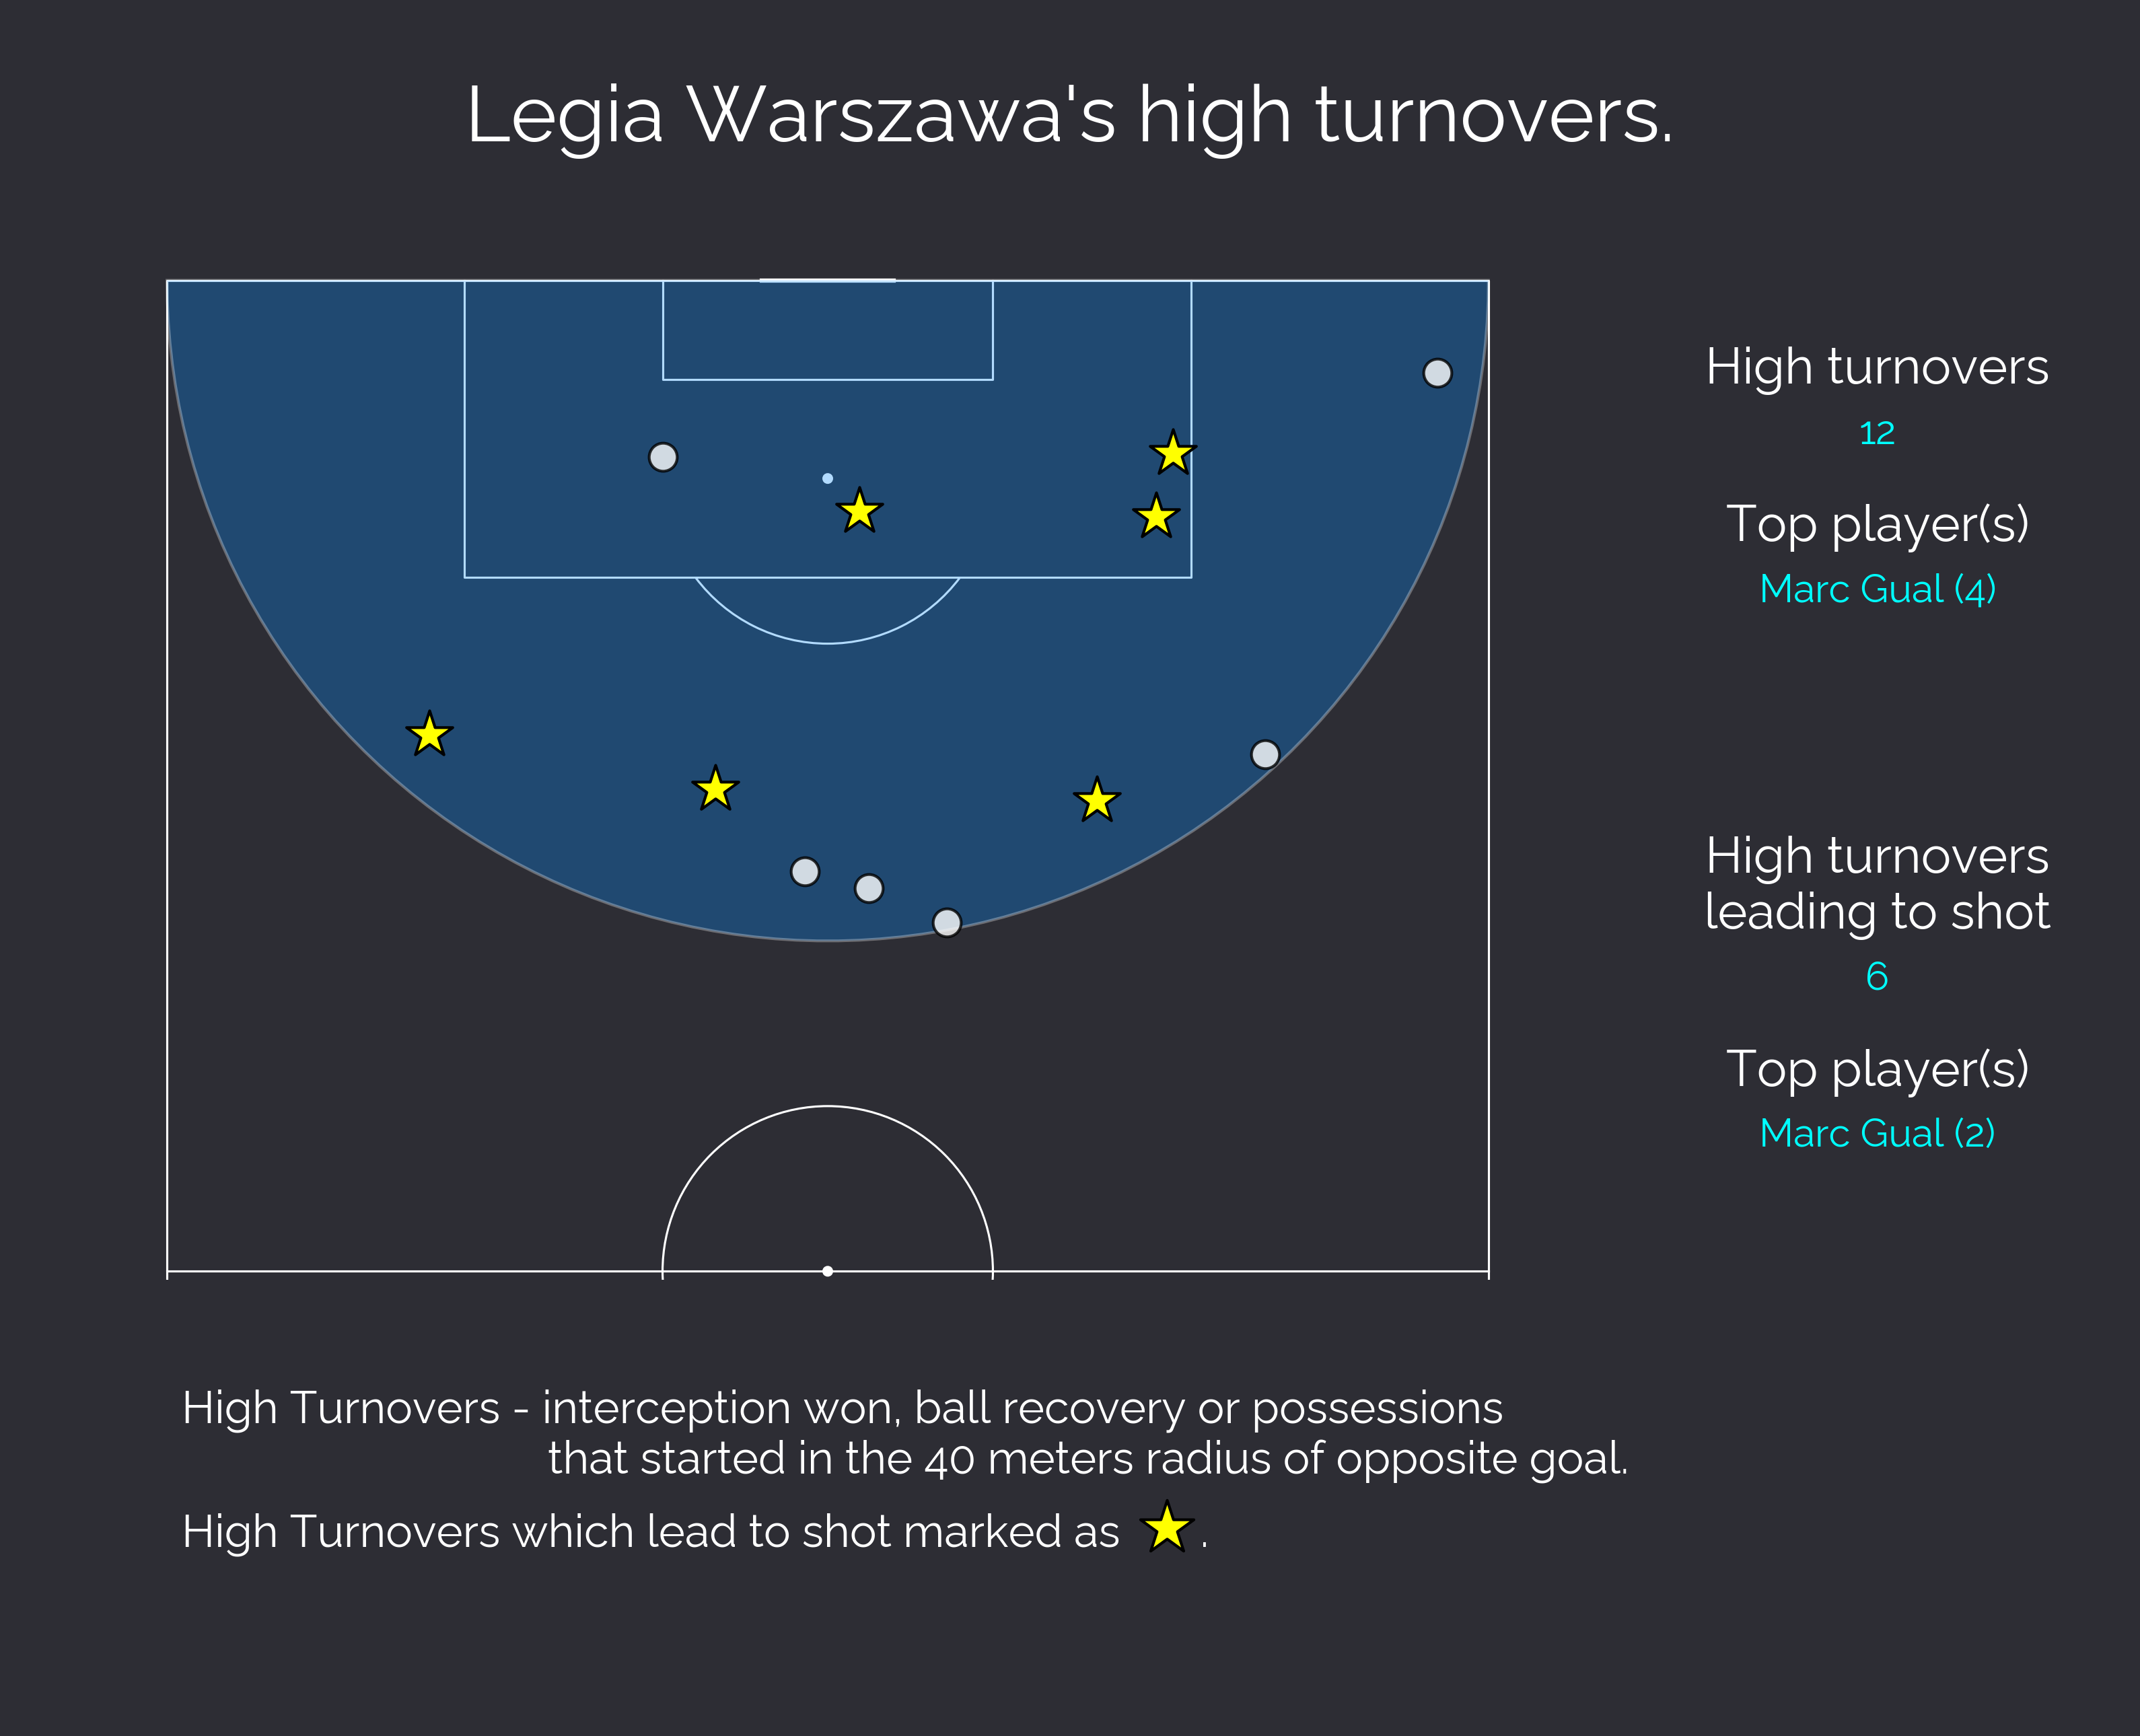 Legia Warszawa's high turnovers.
High turnovers
12
Top player(s)
Marc Gual (4)
High turnovers
leading to shot
6
Top player(s)
Marc Gual (2)
High Turnovers - interception won, ball recovery or possessions
that started in the 40 meters radius of opposite goal.
High Turnovers which lead to shot marked as .